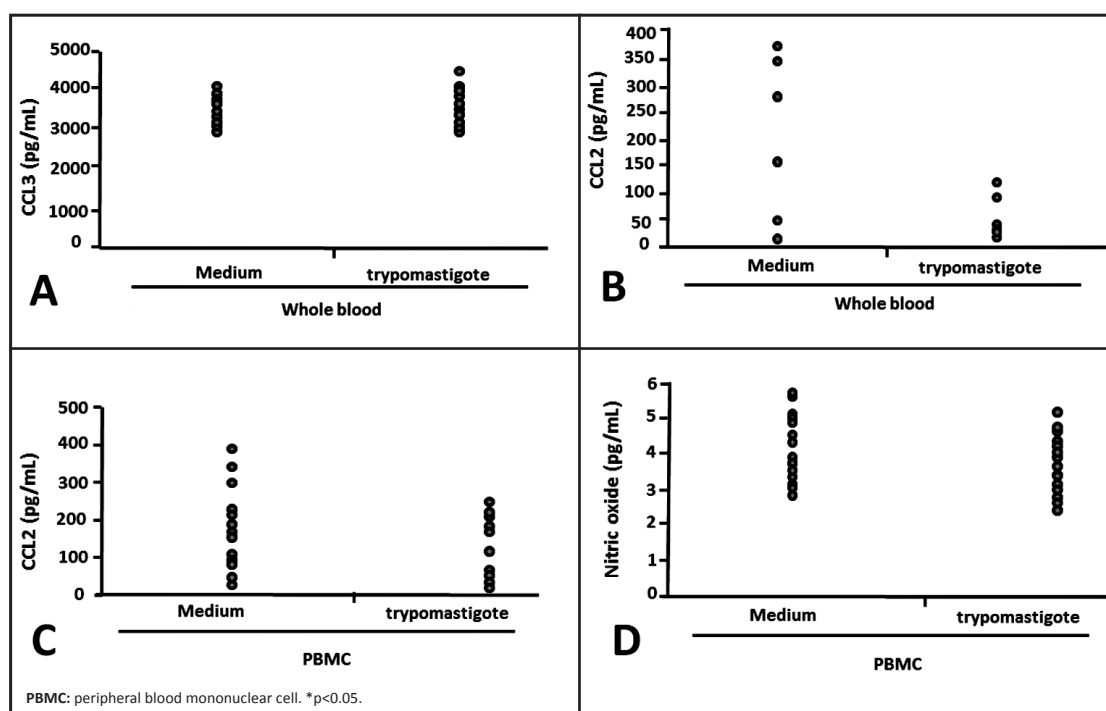 5000
4000
3000
2000
1000
0
CCL3 (pg/mL)
Medium
trypomastigote
Whole blood
A
400
350
300
250
200
150
100
50
0
CCL2 (pg/mL)
Medium
trypomastigote
Whole blood
B
500
400
300
200
100
0
CCL2 (pg/mL)
Medium
trypomastigote
PBMC
C
PBMC: peripheral blood mononuclear cell. *p<0.05.
6
5
4
3
2
1
0
Nitric oxide (pg/mL)
Medium
trypomastigote
PBMC
D